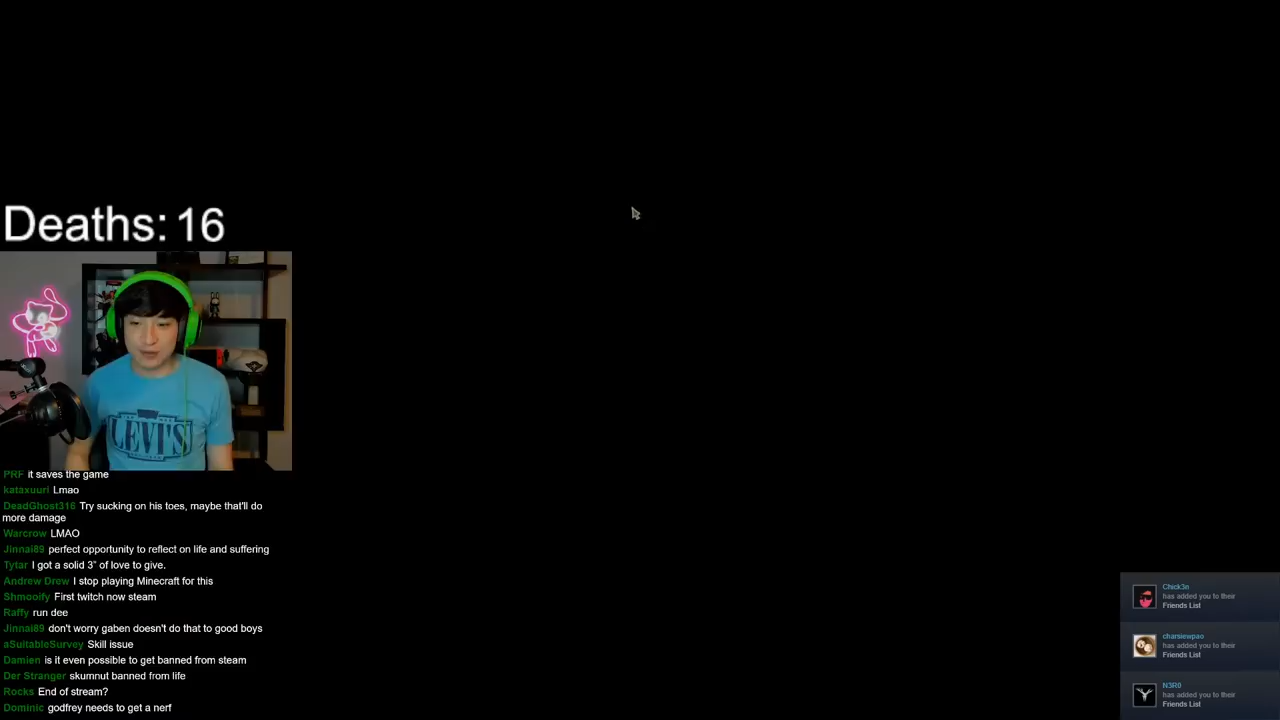 Deaths: 16
LEVI'S
PRF it saves the game
kataxuuri Lmao
DeadGhost316 Try sucking on his toes, maybe that'll do
more damage
Warcrow LMAO
Jinnai89 perfect opportunity to reflect on life and suffering
Tytar I got a solid 3" of love to give.
Andrew Drew I stop playing Minecraft for this
Shmooify First twitch now steam
Raffy run dee
Jinnai89 don't worry gaben doesn't do that to good boys
aSuitableSurvey Skill issue
Damien is it even possible to get banned from steam
Der Stranger skumnut banned from life
Rocks End of stream?
Dominic godfrey needs to get a nerf
Chick3n
has added you to their
Friends List
charsiewpao
has added you to their
Friends List
N3R0
has added you to their
Friends List